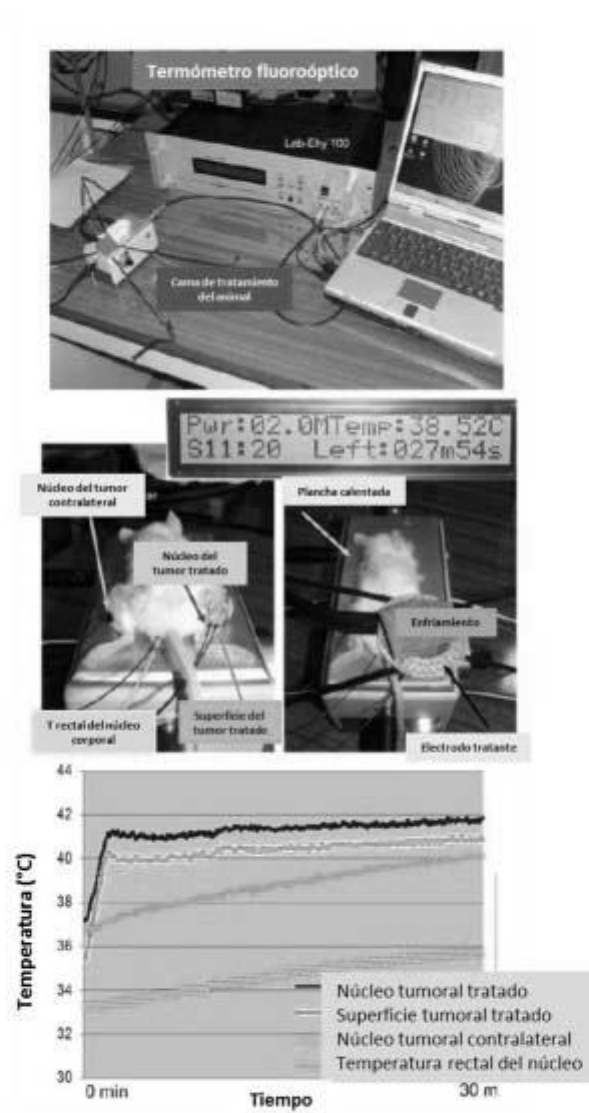 Termómetro fluoroóptico
Lab-Ehy 100
Cama de tratamiento
del animal
Pwr:02.0MTemp:38.52C
S11:20 Left:027m54s
Núcleo del tumor
contralateral
Núcleo del
tumor tratado
T rectal del núcleo
corporal
Superficie del
tumor tratado
Plancha calentada
Enfriamiento
Electrodo tratante
44
42
40
38
36
34
32
30
Temperatura (°C)
0 min
Tiempo
30 m
Núcleo tumoral tratado
Superficie tumoral tratado
Núcleo tumoral contralateral
Temperatura rectal del núcleo